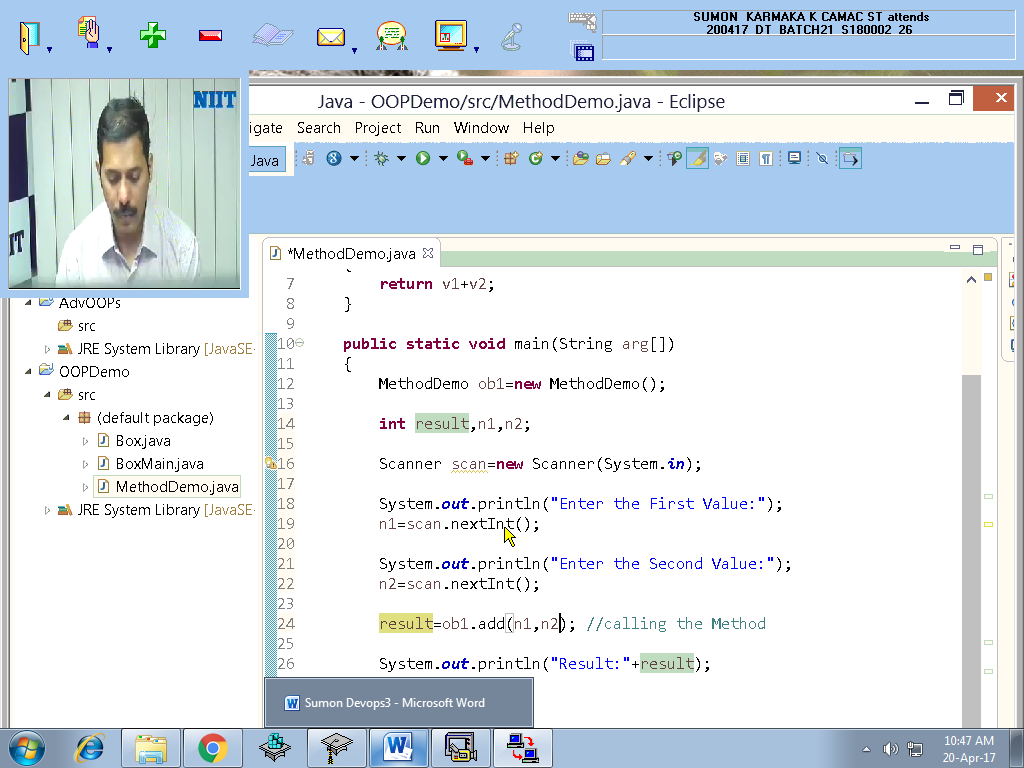 SUMON KARMAKA K CAMAC ST attends
200417_DT_BATCH21_S180002_26
NIIT
IT
Java - OOPDemo/src/MethodDemo.java - Eclipse
igate Search Project Run Window Help
Java
*MethodDemo.java
AdvOOPs
src
JRE System Library [JavaSE-
OOPDemo
src
(default package)
Box.java
BoxMain.java
MethodDemo.java
JRE System Library [JavaSE-
7 return v1+v2;
8 }
9
10 public static void main(String arg[])
11 {
12 MethodDemo ob1=new MethodDemo();
13
14 int result,n1,n2;
15
16 Scanner scan=new Scanner(System.in);
17
18 System.out.println("Enter the First Value:");
19 n1=scan.nextInt();
20
21 System.out.println("Enter the Second Value:");
22 n2=scan.nextInt();
23
24 result=ob1.add(n1,n2); //calling the Method
25
26 System.out.println("Result:"+result);
Sumon Devops3 - Microsoft Word
10:47 AM
20-Apr-17